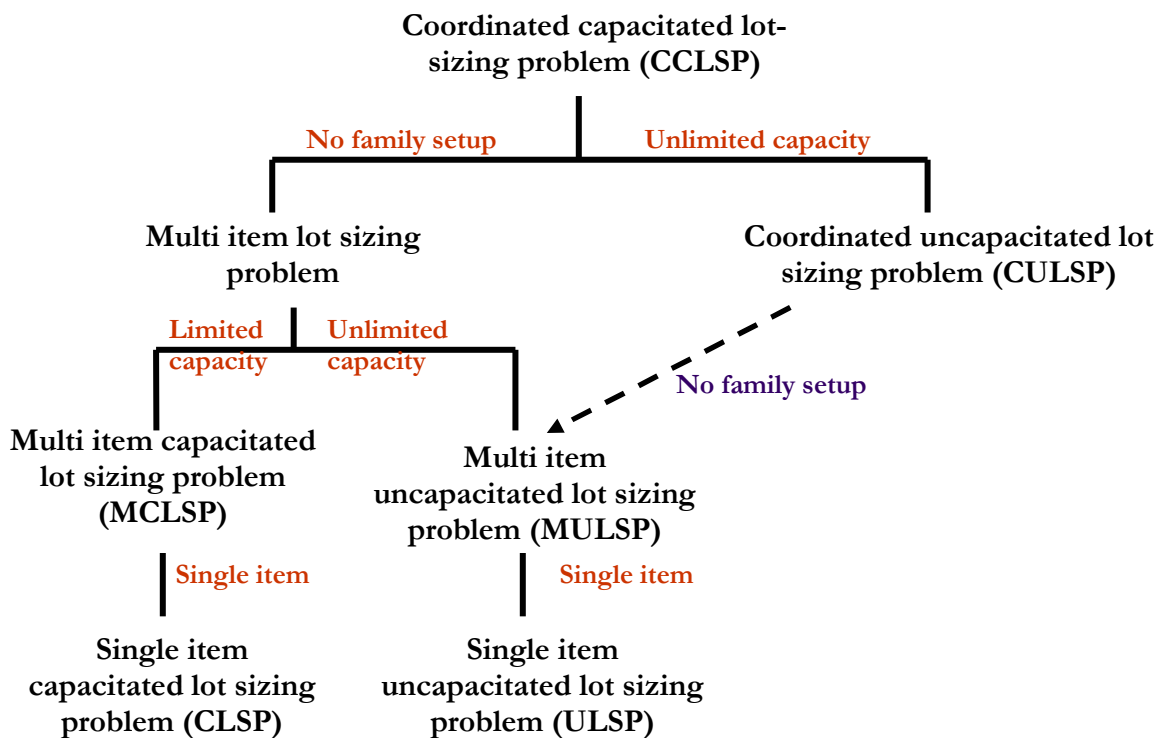 Coordinated capacitated lot-
sizing problem (CCLSP)
No family setup
Unlimited capacity
Multi item lot sizing
problem
Coordinated uncapacitated lot
sizing problem (CULSP)
Limited
capacity
Unlimited
capacity
No family setup
Multi item capacitated
lot sizing problem
(MCLSP)
Multi item
uncapacitated lot sizing
problem (MULSP)
Single item
Single item
Single item
capacitated lot sizing
problem (CLSP)
Single item
uncapacitated lot sizing
problem (ULSP)